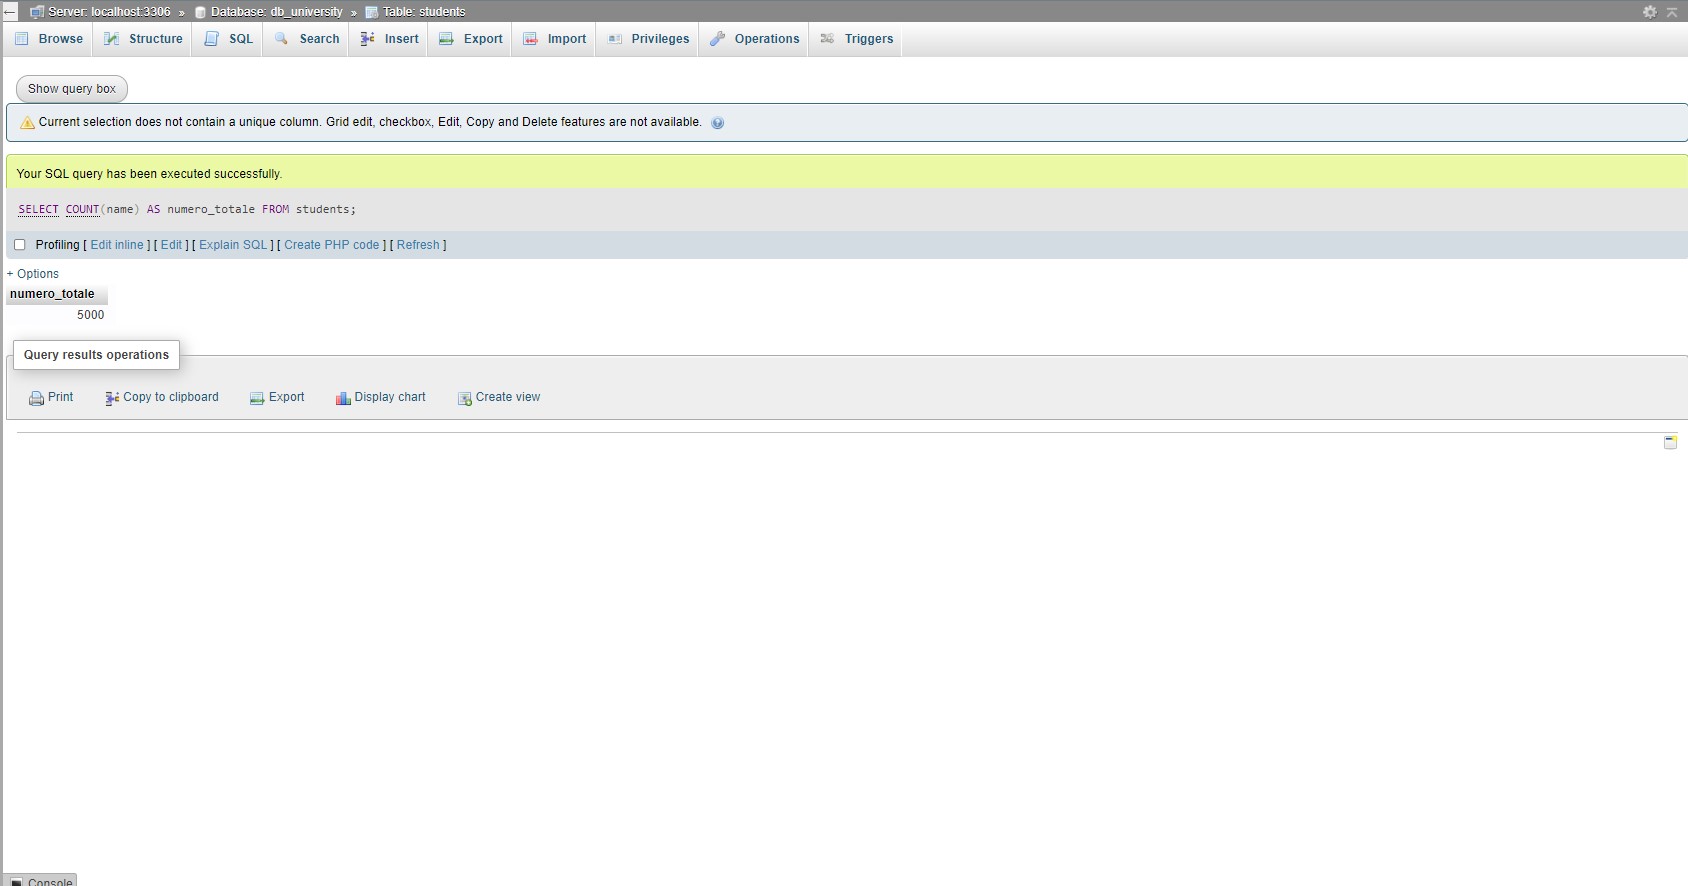 Server: localhost:3306 » Database: db_university » Table: students
Browse Structure SQL Search Insert Export Import Privileges Operations Triggers
Show query box
Current selection does not contain a unique column. Grid edit, checkbox, Edit, Copy and Delete features are not available.
Your SQL query has been executed successfully.
SELECT COUNT(name) AS numero_totale FROM students;
Profiling [ Edit inline ] [ Edit ] [ Explain SQL ] [ Create PHP code ] [ Refresh ]
+ Options
numero_totale
5000
Query results operations
Print Copy to clipboard Export Display chart Create view
Console